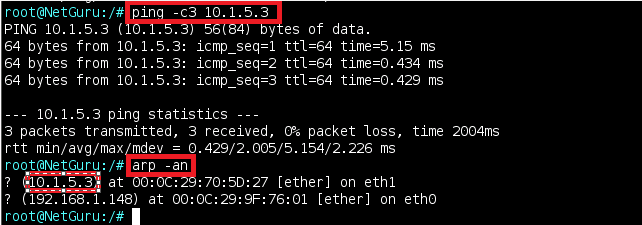 root@NetGuru:/# ping -c3 10.1.5.3
PING 10.1.5.3 (10.1.5.3) 56(84) bytes of data.
64 bytes from 10.1.5.3: icmp_seq=1 ttl=64 time=5.15 ms
64 bytes from 10.1.5.3: icmp_seq=2 ttl=64 time=0.434 ms
64 bytes from 10.1.5.3: icmp_seq=3 ttl=64 time=0.429 ms
--- 10.1.5.3 ping statistics ---
3 packets transmitted, 3 received, 0% packet loss, time 2004ms
rtt min/avg/max/mdev = 0.429/2.005/5.154/2.226 ms
root@NetGuru:/# arp -an
? (10.1.5.3) at 00:0C:29:70:5D:27 [ether] on eth1
? (192.168.1.148) at 00:0C:29:9F:76:01 [ether] on eth0
root@NetGuru:/#